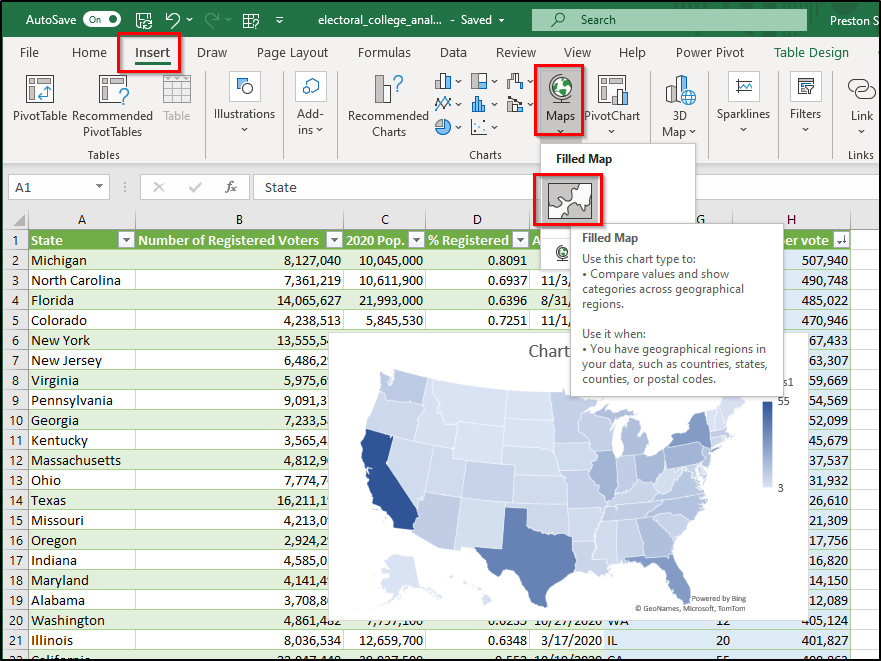 AutoSave On electoral_college_anal... - Saved Search Preston S
File Home Insert Draw Page Layout Formulas Data Review View Help Power Pivot Table Design
PivotTable Recommended PivotTables Table Illustrations Add-ins Recommended Charts Maps PivotChart 3D Map Sparklines Filters Link
Tables Charts Links
Filled Map
A1 fx State
Filled Map
Use this chart type to:
• Compare values and show
categories across geographical
regions.
Use it when:
• You have geographical regions in
your data, such as countries, states,
counties, or postal codes.
A B C D G H
1 State Number of Registered Voters 2020 Pop. % Registered A per vote
2 Michigan 8,127,040 10,045,000 0.8091 507,940
3 North Carolina 7,361,219 10,611,900 0.6937 11/3/ 490,748
4 Florida 14,065,627 21,993,000 0.6396 8/31/ 485,022
5 Colorado 4,238,513 5,845,530 0.7251 11/1/ 470,946
6 New York 13,555,5 67,433
7 New Jersey 6,486,2 63,307
8 Virginia 5,975,6 59,669
9 Pennsylvania 9,091,3 54,569
10 Georgia 7,233,5 52,099
11 Kentucky 3,565,4 45,679
12 Massachusetts 4,812,9 37,537
13 Ohio 7,774,7 31,932
14 Texas 16,211,1 26,610
15 Missouri 4,213,0 21,309
16 Oregon 2,924,2 17,756
17 Indiana 4,585,0 16,820
18 Maryland 4,141,4 14,150
19 Alabama 3,708,8 12,089
20 Washington 4,861,482 7,797,100 0.6235 10/27/2020 WA 12 405,124
21 Illinois 8,036,534 12,659,700 0.6348 3/17/2020 IL 20 401,827
Chart
s1
55
3
Powered by Bing
© GeoNames, Microsoft, TomTom